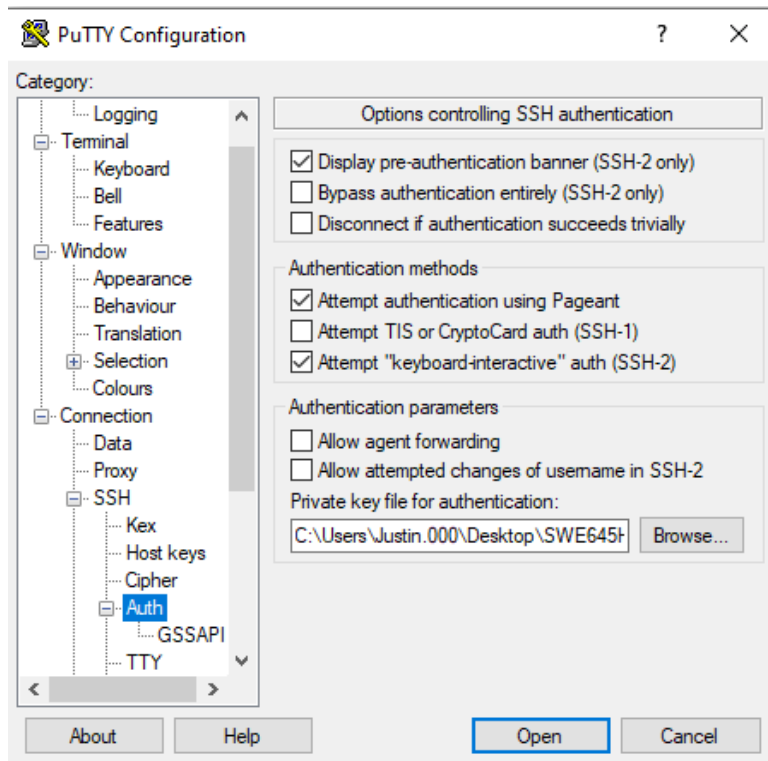 PuTTY Configuration
?
Category:
Logging
Terminal
Keyboard
Bell
Features
Window
Appearance
Behaviour
Translation
Selection
Colours
Connection
Data
Proxy
SSH
Kex
Host keys
Cipher
Auth
GSSAPI
TTY
Options controlling SSH authentication
Display pre-authentication banner (SSH-2 only)
Bypass authentication entirely (SSH-2 only)
Disconnect if authentication succeeds trivially
Authentication methods
Attempt authentication using Pageant
Attempt TIS or CryptoCard auth (SSH-1)
Attempt "keyboard-interactive" auth (SSH-2)
Authentication parameters
Allow agent forwarding
Allow attempted changes of username in SSH-2
Private key file for authentication:
C:\Users\Justin.000\Desktop\SWE645H
Browse...
About
Help
Open
Cancel